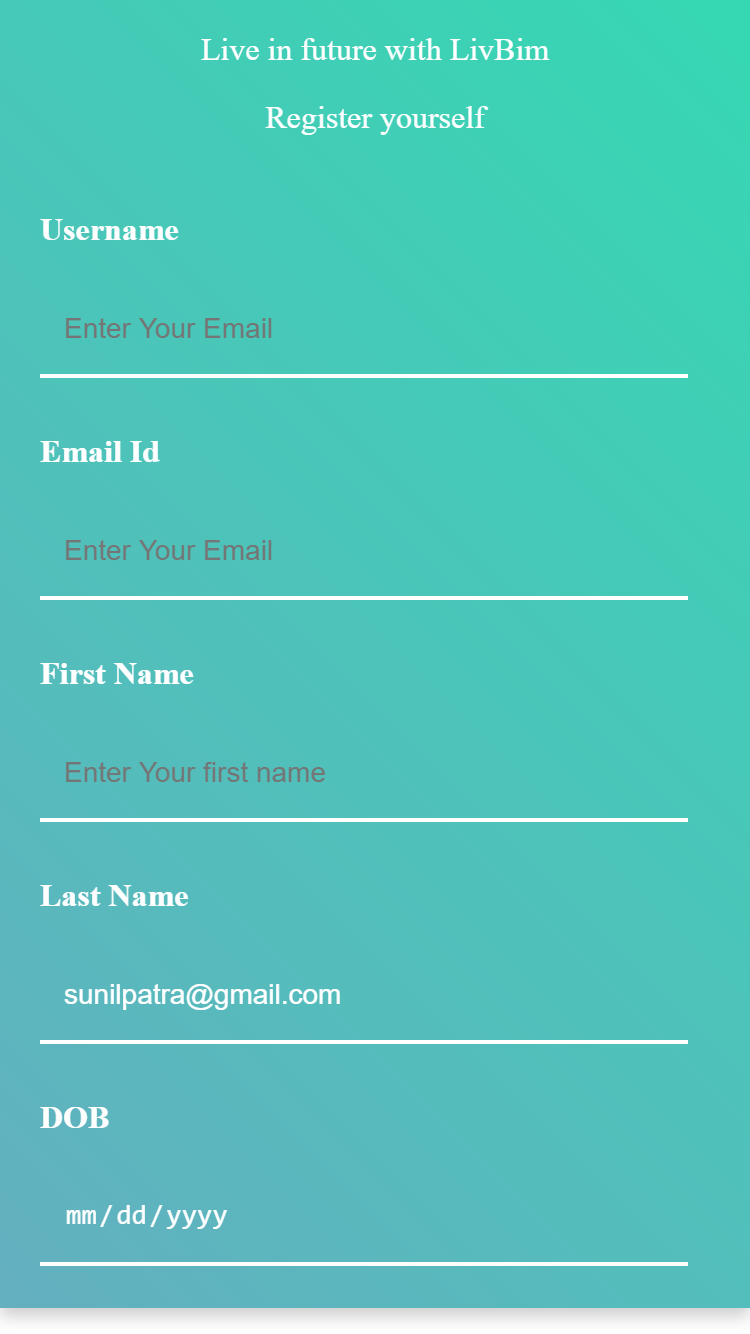 Live in future with LivBim
Register yourself
Username
Enter Your Email
Email Id
Enter Your Email
First Name
Enter Your first name
Last Name
sunilpatra@gmail.com
DOB
mm/dd/yyyy